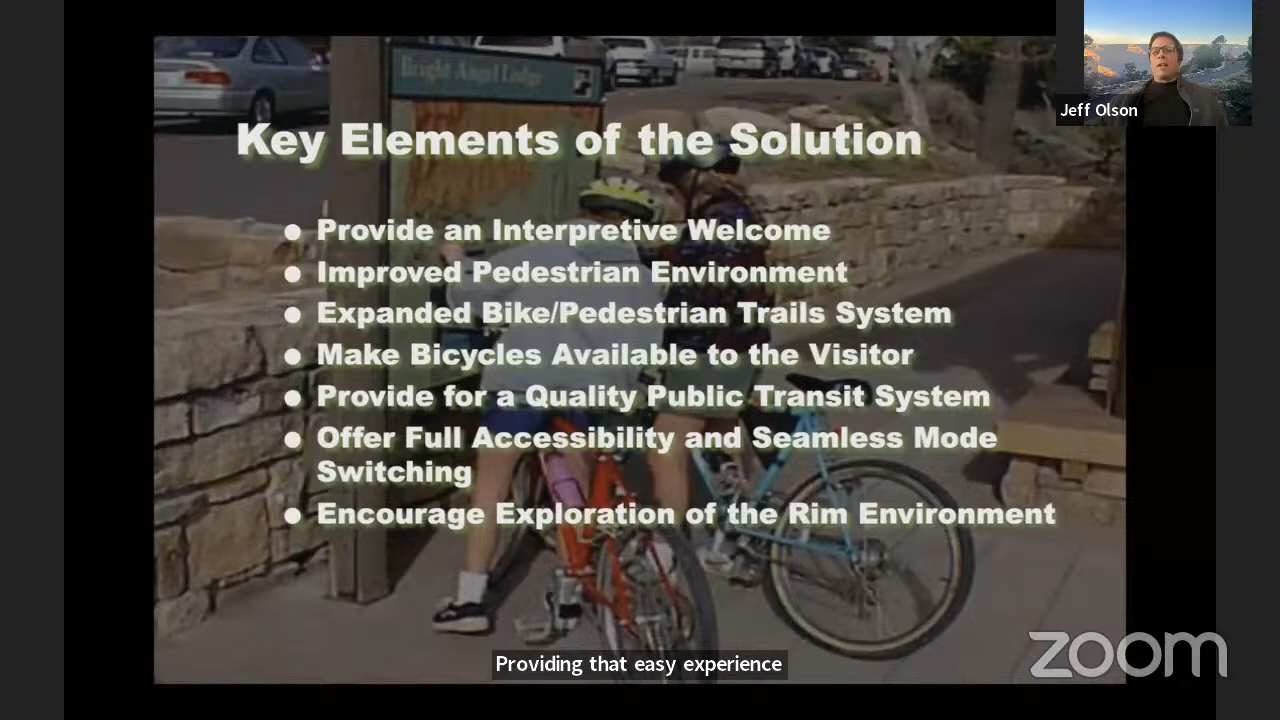 Bright Angel Lodge
Jeff Olson
Key Elements of the Solution
● Provide an Interpretive Welcome
● Improved Pedestrian Environment
● Expanded Bike/Pedestrian Trails System
● Make Bicycles Available to the Visitor
● Provide for a Quality Public Transit System
● Offer Full Accessibility and Seamless Mode
Switching
● Encourage Exploration of the Rim Environment
Providing that easy experience
zoom